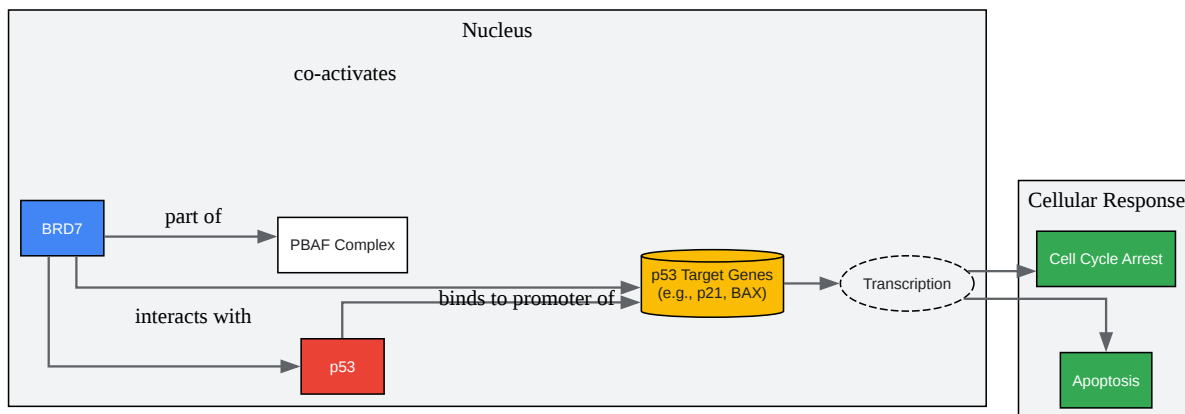 Nucleus
co-activates
Cellular Response
BRD7
part of
PBAF Complex
Cell Cycle Arrest
p53 Target Genes
(e.g., p21, BAX)
Transcription
binds to promoter of
interacts with
p53
Apoptosis